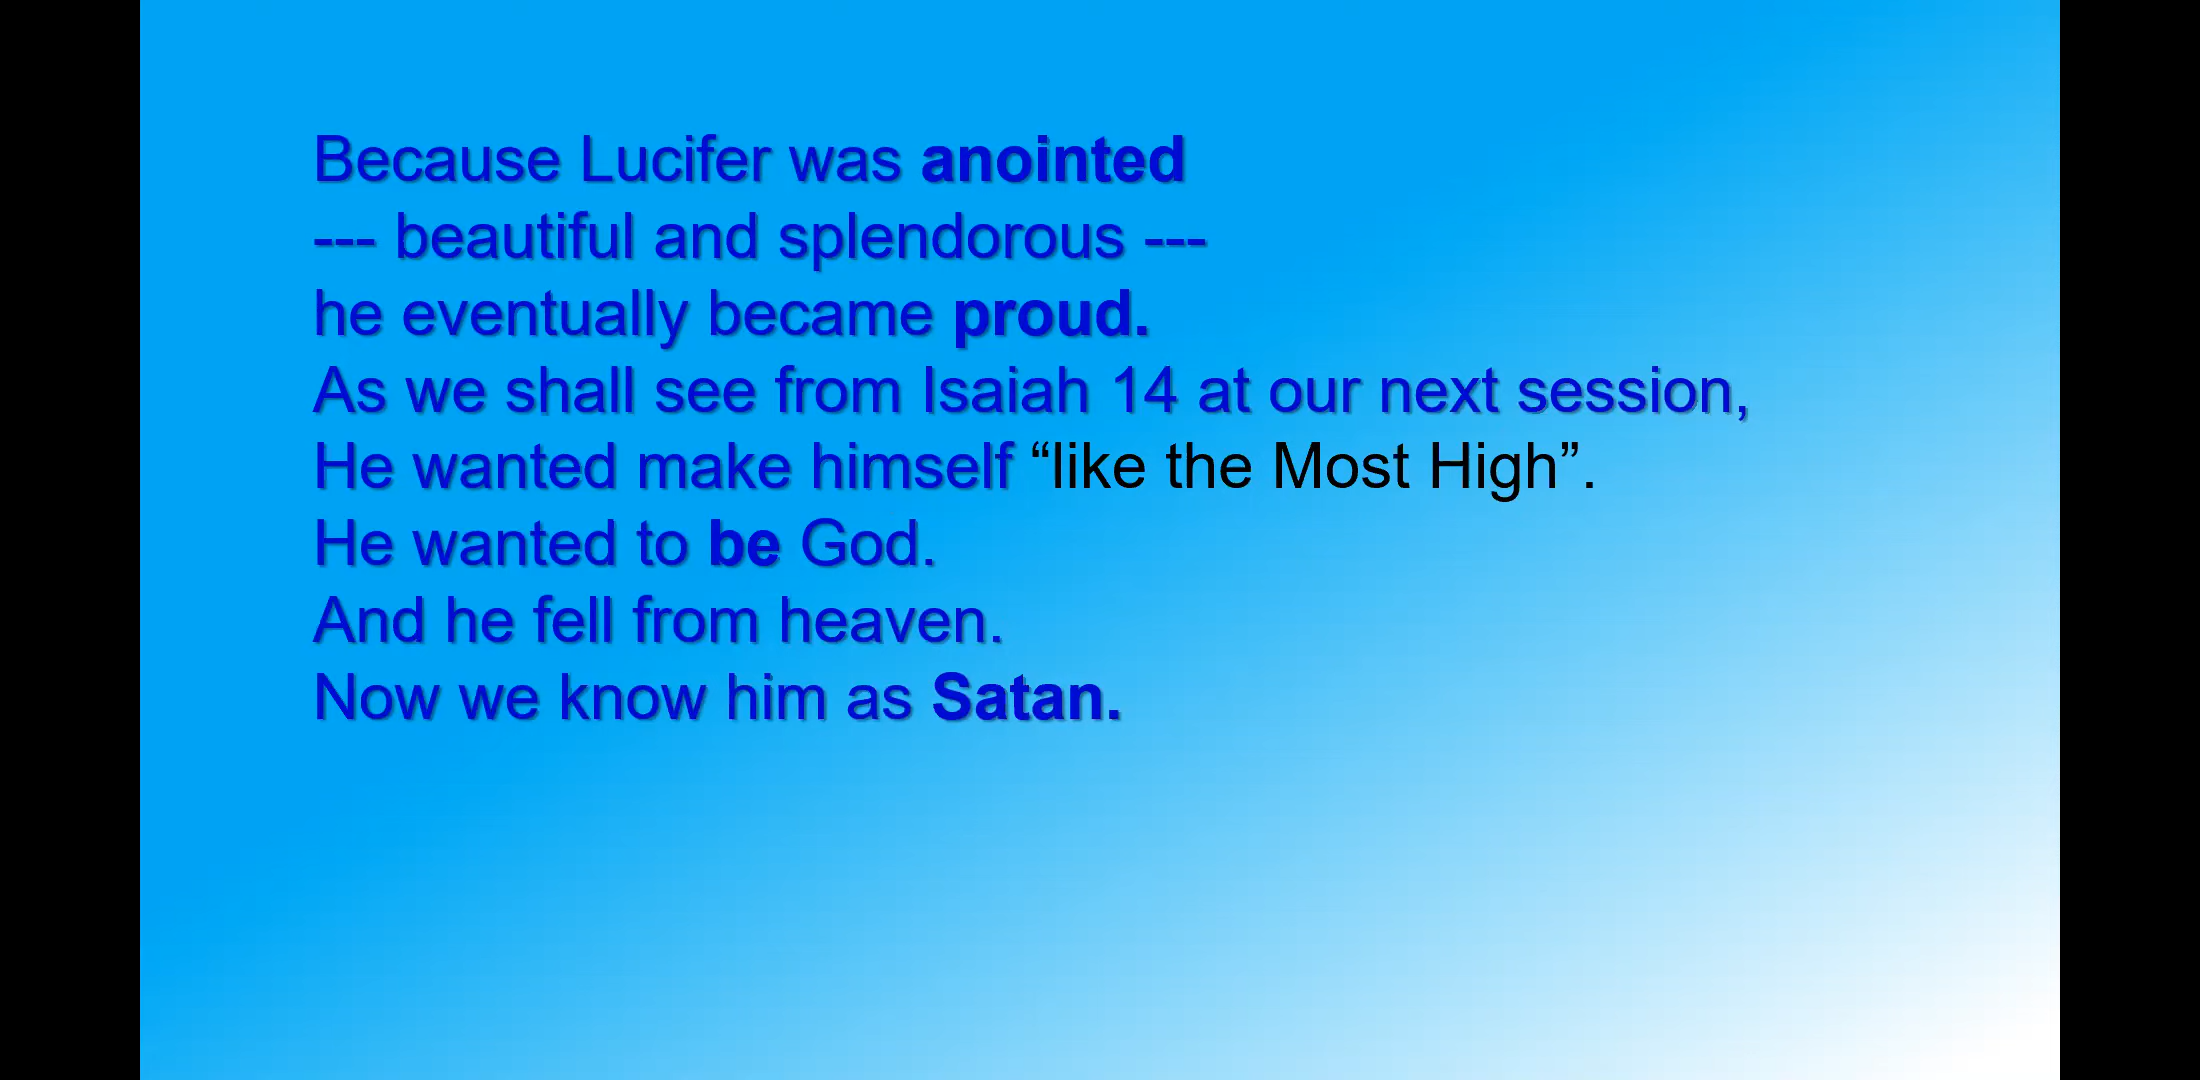 Because Lucifer was anointed
--- beautiful and splendorous ---
he eventually became proud.
As we shall see from Isaiah 14 at our next session,
He wanted make himself “like the Most High”.
He wanted to be God.
And he fell from heaven.
Now we know him as Satan.